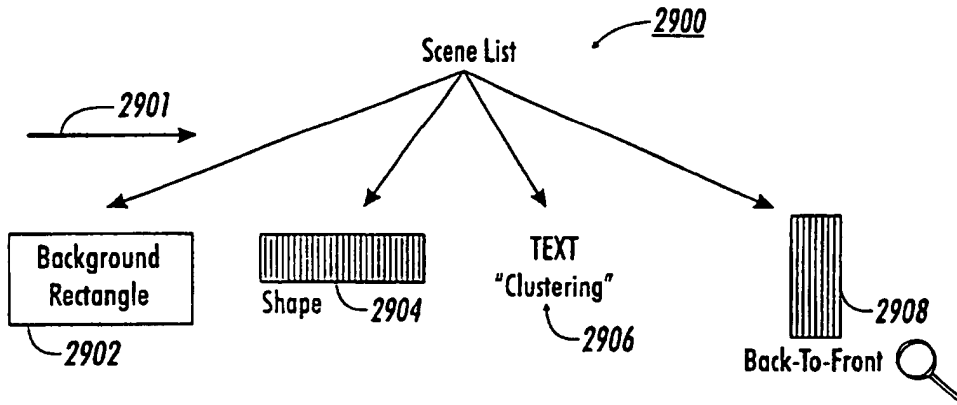 2900
Scene List
2901
Background
Rectangle
2902
Shape
2904
TEXT
"Clustering"
2906
2908
Back-To-Front